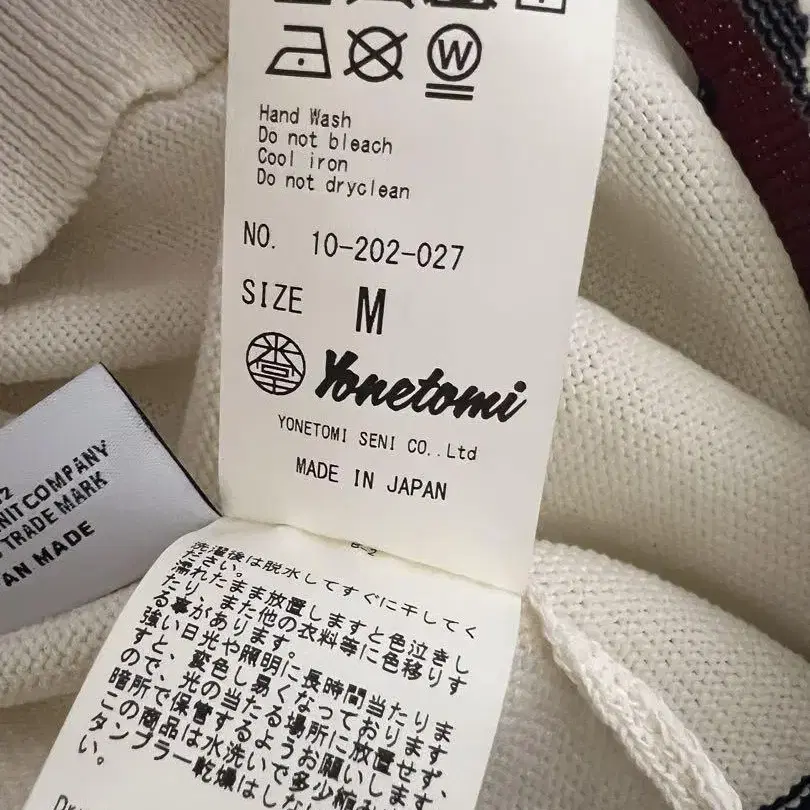 W
Hand Wash
Do not bleach
Cool iron
Do not dryclean
NO. 10-202-027
SIZE M
Yonetomi
YONETOMI SENI CO..Ltd
MADE IN JAPAN
NIT COMPANY
TRADE MARK
AN MADE
洗濯後は脱水してすぐに干してく
ださい。
濡れたまま放置しますと色泣きし
たり、また他の衣料等に色移りす
る事があります。
強い日光や照明に長時間当たりま
すと、変色し易くなっております
ので、光の当たる場所に放置せず、
暗所で保管するようお願いします
この商品は水洗いで多少縮み
タンブラー乾燥はしな
い。